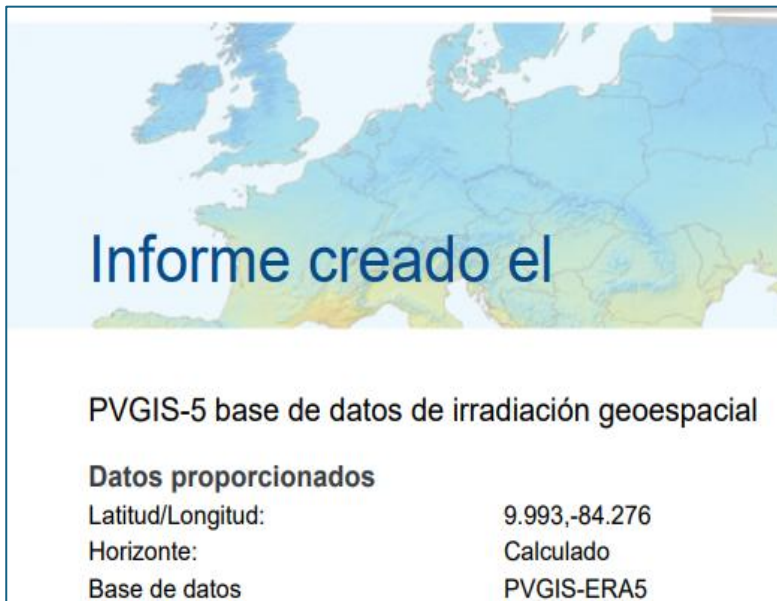 Informe creado el
PVGIS-5 base de datos de irradiación geoespacial
Datos proporcionados
Latitud/Longitud: 9.993,-84.276
Horizonte: Calculado
Base de datos PVGIS-ERA5